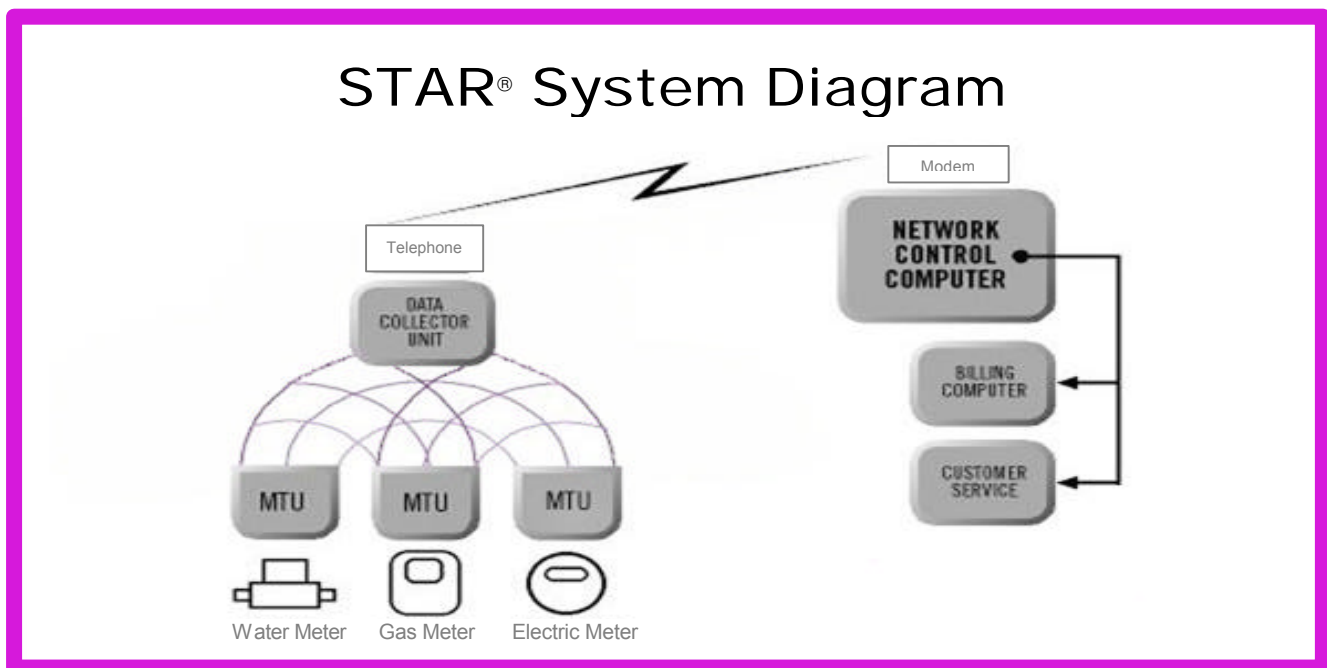 STAR® System Diagram
Modem
Telephone
NETWORK
CONTROL
COMPUTER
DATA
COLLECTOR
UNIT
BILLING
COMPUTER
MTU
MTU
MTU
CUSTOMER
SERVICE
Water Meter
Gas Meter
Electric Meter